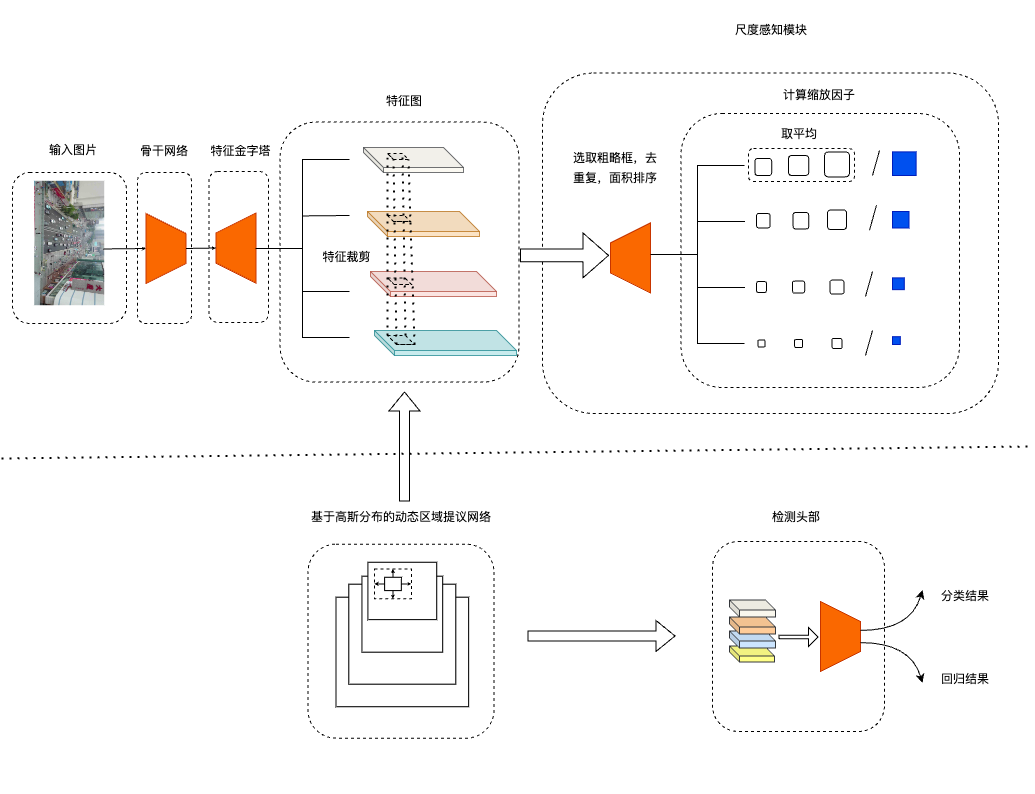 尺度感知模块
计算缩放因子
特征图
取平均
输入图片
骨干网络
特征金字塔
选取粗略框，去
重复，面积排序
特征裁剪
基于高斯分布的动态区域提议网络
检测头部
分类结果
回归结果